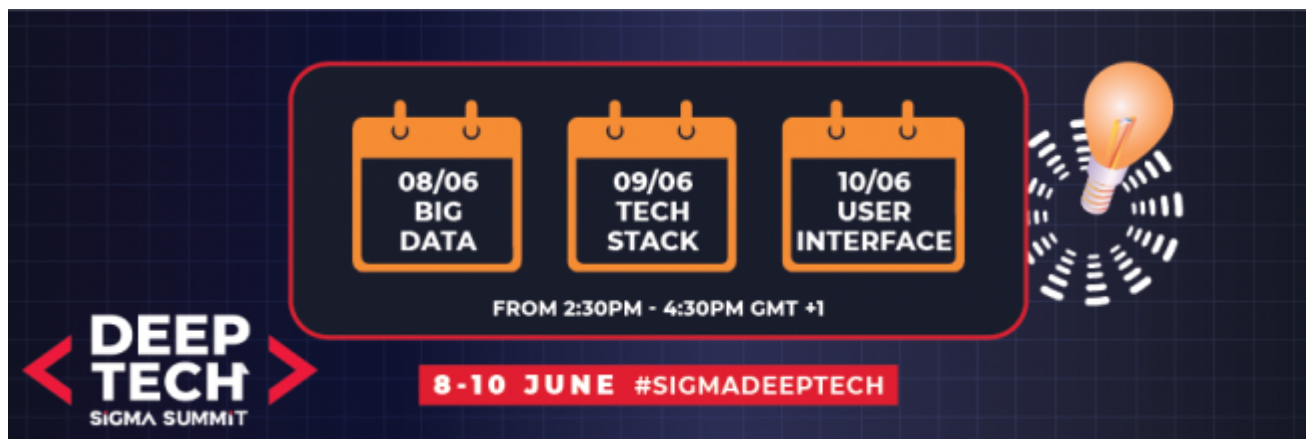 08/06
BIG
DATA
09/06
TECH
STACK
10/06
USER
INTERFACE
FROM 2:30PM - 4:30PM GMT +1
DEEP
TECH
SiGMA SUMMiT
8-10 JUNE #SIGMADEEPTECH